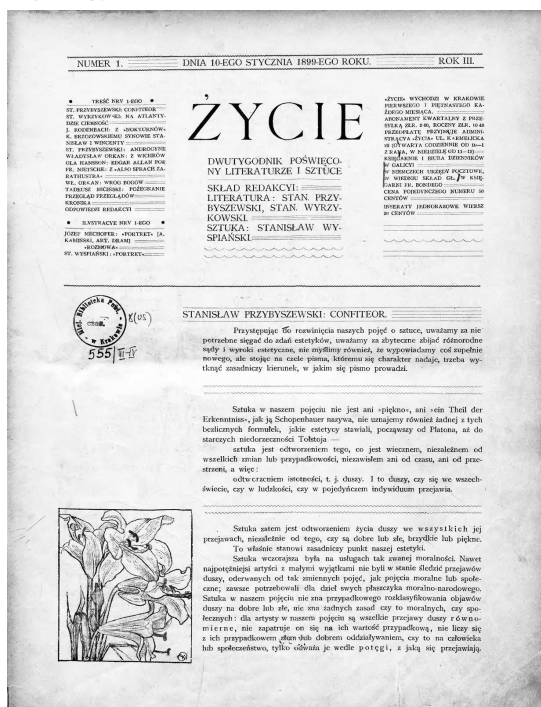 NUMER 1. DNIA 10-EGO STYCZNIA 1899-EGO ROKU. ROK III.
TREŚĆ NRV 1-EGO
ST. PRZYBYSZEWSKI: CONFITEOR
ST. WYRZYKOWSKI: NA ATLANTY-
DZIE CIEMNOŚĆ
J. RODENBACH: Z »NOKTVRNÓW«
K. BRZOZOWSKIEMU SYNOWIE STA-
NISŁAW I WINCENTY
ST. PRZYBYSZEWSKI: ANDROGYNE
WŁADYSŁAW ORKAN: Z WICHRÓW
OLA HANSSON: EDGAR ALLAN POE
FR. NIETSCHE: Z »ALSO SPRACH ZA-
RATHUSTRA«
WŁ. ORKAN: WRÓG BOGÓW
TADEUSZ MICIŃSKI: POŻEGNANIE
PRZEGLĄD PRZEGLĄDÓW
KRONIKA
ODPOWIEDZI REDAKCYI
ILVSTRACYE NRV 1-EGO
JÓZEF MEHOFER: »PORTRET« [A.
KAMIŃSKI, ART. DRAM]
»ROZMOWA«
ST. WYSPIAŃSKI: »PORTRET«
ŻYCIE
DWUTYGODNIK POŚWIĘCO-
NY LITERATURZE I SZTUCE
SKŁAD REDAKCYI:
LITERATURA: STAN. PRZY-
BYSZEWSKI, STAN. WYRZY-
KOWSKI.
SZTUKA: STANISŁAW WY-
SPIAŃSKI.
»ŻYCIE« WYCHODZI W KRAKOWIE
PIERWSZEGO I PIĘTNASTEGO KA-
ŻDEGO MIESIĄCA.
ABONAMENT KWARTALNY Z PRZE-
SYŁKĄ ZŁR. 2·60, ROCZNY ZŁR. 10·40
PRZEDPŁATĘ PRZYJMUJE ADMINI-
STRACYA »ŻYCIA« UL. KARMELICKA
OTWARTA CODZIENNIE OD
W NIEDZIELĘ OD 11-12
KSIĘGARNIE I BIURA DZIENNIKÓW
W GALICYI
W NIEMCZECH URZĘDY POCZTOWE,
W WIEDNIU SKŁAD GŁ. W KSIĘ-
GARNI FR. BONDEGO
CENA POJEDYNCZEGO NUMERU 50
CENTÓW
INSERATY JEDNORAZOWE WIERSZ
20 CENTÓW
Miej. Biblioteka Publ.
czas.
w Krakowie
555/II-IV
STANISŁAW PRZYBYSZEWSKI: CONFITEOR.
Przystępując do rozwinięcia naszych pojęć o sztuce, uważamy za nie
potrzebne sięgać do zdań estetyków, uważamy za zbyteczne zbijać różnorodne
sądy i wyroki estetyczne, nie myślimy również, że wypowiadamy coś zupełnie
nowego, ale stojąc na czele pisma, któremu się charakter nadaje, trzeba wy-
tknąć zasadniczy kierunek, w jakim się pismo prowadzi.
Sztuka w naszem pojęciu nie jest ani »piękno«, ani »ein Theil der
Erkenntniss«, jak ją Schopenhauer nazywa, nie uznajemy również żadnej z tych
bezlicznych formułek, jakie estetycy stawiali, począwszy od Platona, aż do
starczych niedorzeczności Tołstoja —
sztuka jest odtworzeniem tego, co jest wiecznem, niezależnem od
wszelkich zmian lub przypadkowości, niezawisłem ani od czasu, ani od prze-
strzeni, a więc:
odtworzeniem istotności, t. j. duszy. I to duszy, czy się we wszech-
świecie, czy w ludzkości, czy w pojedyńczem indywiduum przejawia.
Sztuka zatem jest odtworzeniem życia duszy we wszystkich jej
przejawach, niezależnie od tego, czy są dobre lub złe, brzydkie lub piękne.
To właśnie stanowi zasadniczy punkt naszej estetyki.
Sztuka wczorajsza była na usługach tak zwanej moralności. Nawet
najpotężniejsi artyści z małymi wyjątkami nie byli w stanie śledzić przejawów
duszy, oderwanych od tak zmiennych pojęć, jak pojęcia moralne lub społe-
czne; zawsze potrzebowali dla dzieł swych płaszczyka moralno-narodowego.
Sztuka w naszem pojęciu nie zna przypadkowego rozklasyfikowania objawów
duszy na dobre lub złe, nie zna żadnych zasad czy to moralnych, czy spo-
łecznych: dla artysty w naszem pojęciu są wszelkie przejawy duszy równo-
mierne, nie zapatruje on się na ich wartość przypadkową, nie liczy się
z ich przypadkowem złem lub dobrem oddziaływaniem, czy to na człowieka
lub społeczeństwo, tylko odważa je wedle potęgi, z jaką się przejawiają.